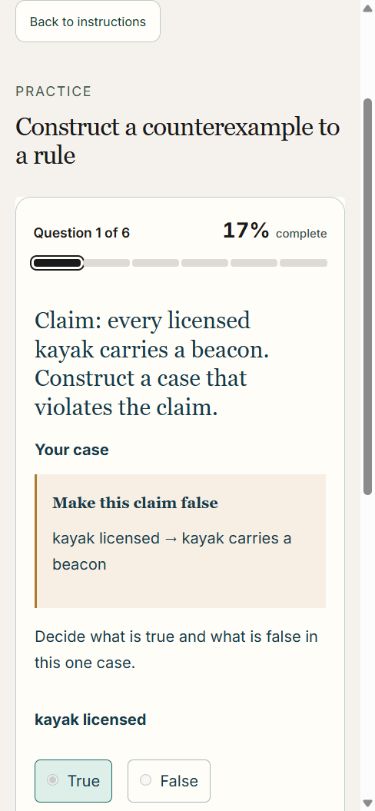 Back to instructions
PRACTICE
Construct a counterexample to
a rule
Question 1 of 6
17% complete
Claim: every licensed
kayak carries a beacon.
Construct a case that
violates the claim.
Your case
Make this claim false
kayak licensed → kayak carries a
beacon
Decide what is true and what is false in
this one case.
kayak licensed
True
False